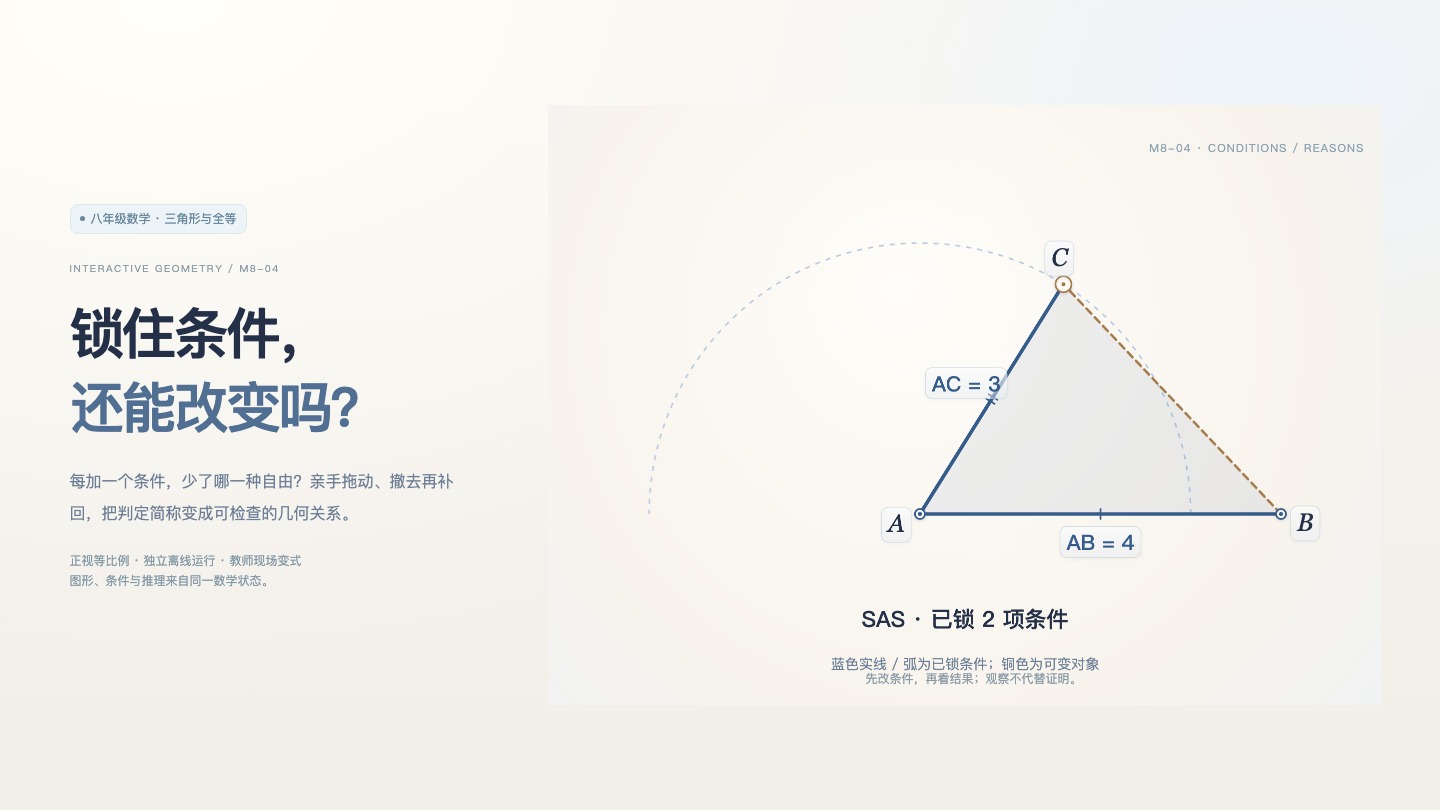 八年级数学 · 三角形与全等
INTERACTIVE GEOMETRY / M8–04
锁住条件，
还能改变吗？
每加一个条件，少了哪一种自由？亲手拖动、撤去再补
回，把判定简称变成可检查的几何关系。
正视等比例 · 独立离线运行 · 教师现场变式
图形、条件与推理来自同一数学状态。
M8–04 · CONDITIONS / REASONS
C
AC = 3
A
B
AB = 4
SAS · 已锁 2 项条件
蓝色实线 / 弧为已锁条件；铜色为可变对象
先改条件，再看结果；观察不代替证明。